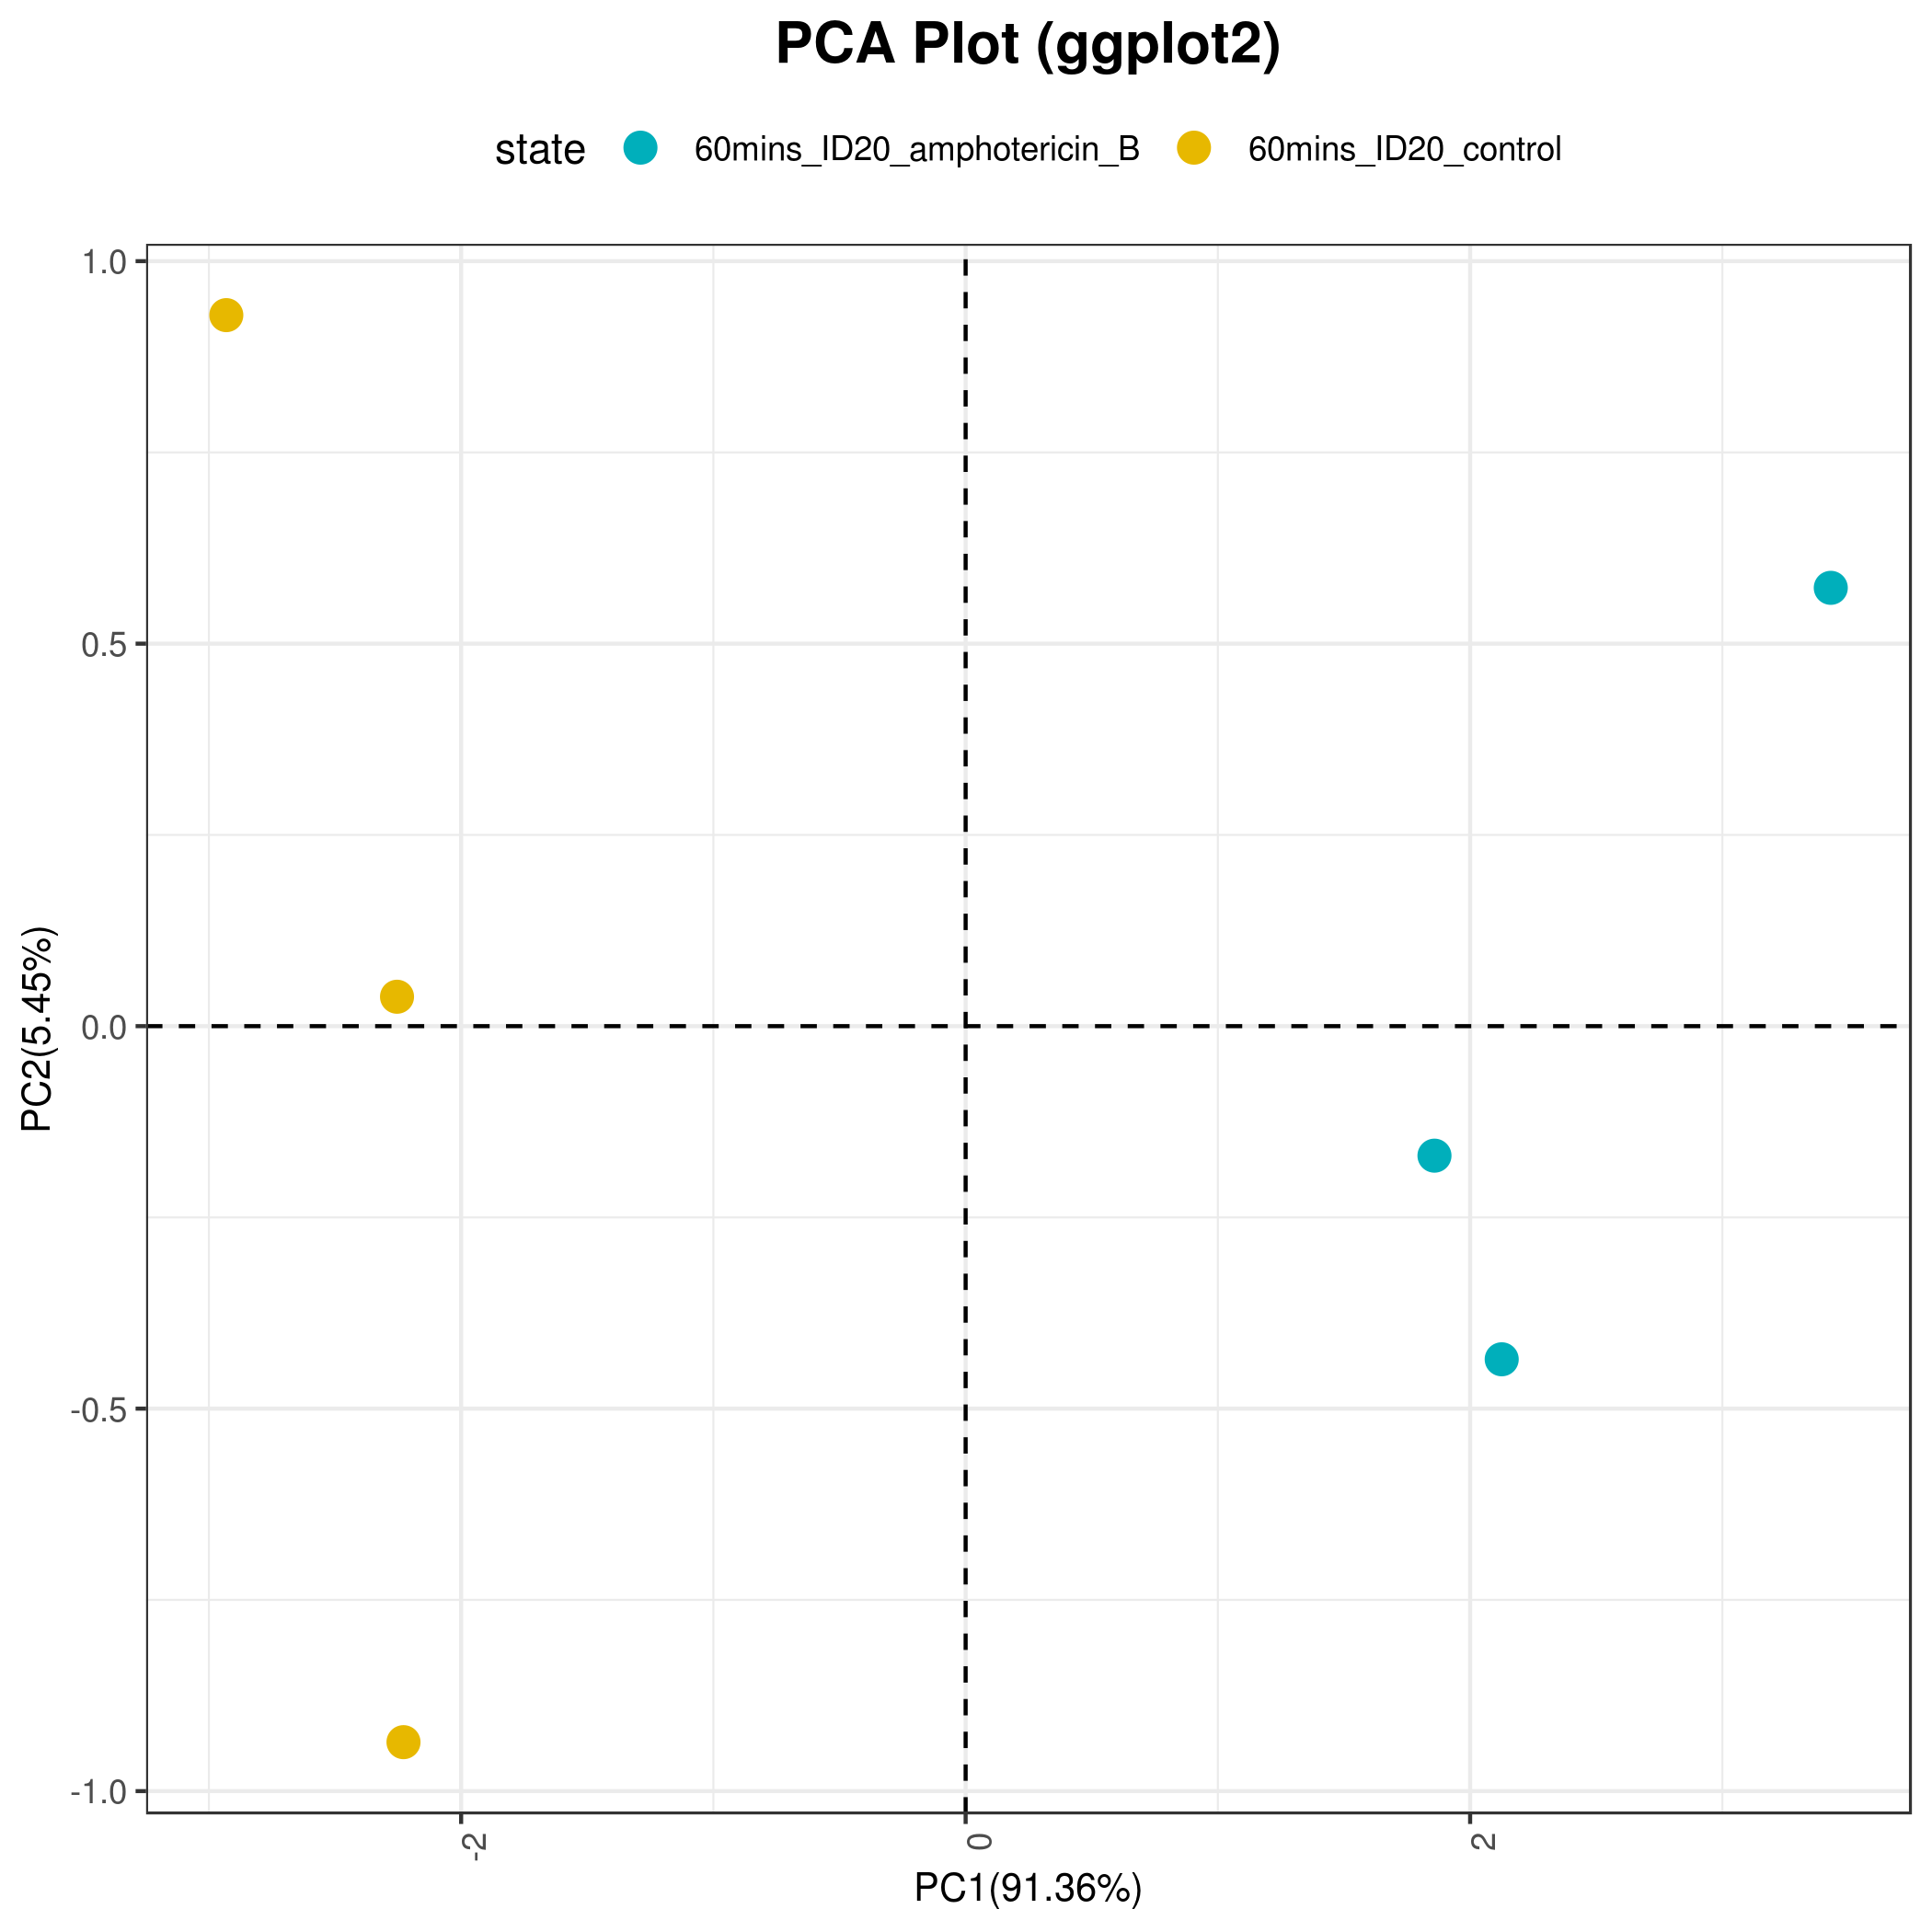 PCA Plot (ggplot2)
state 60mins_ID20_amphotericin_B 60mins_ID20_control
1.0
0.5
0.0
-0.5
-1.0
PC2(5.45%)
-2 0 2
PC1(91.36%)